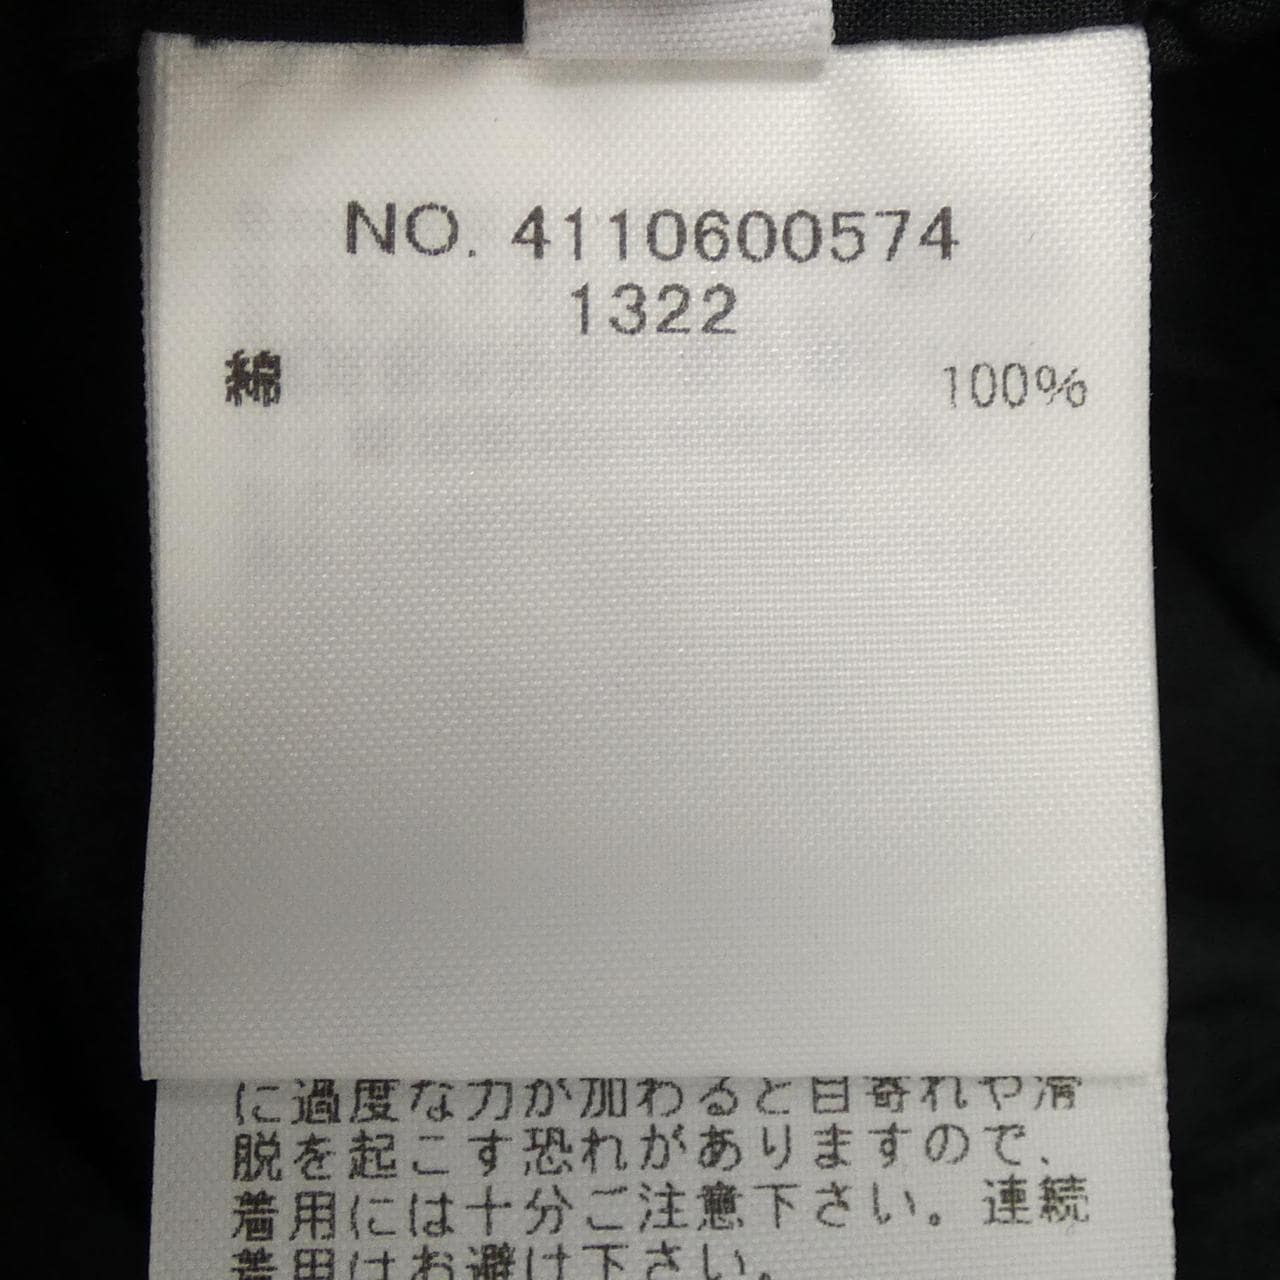 NO. 4110600574
1322
綿 100%
に過度な力が加わると目寄れや滑
脱を起こす恐れがありますので、
着用には十分ご注意下さい。連続
着用はお避け下さい。